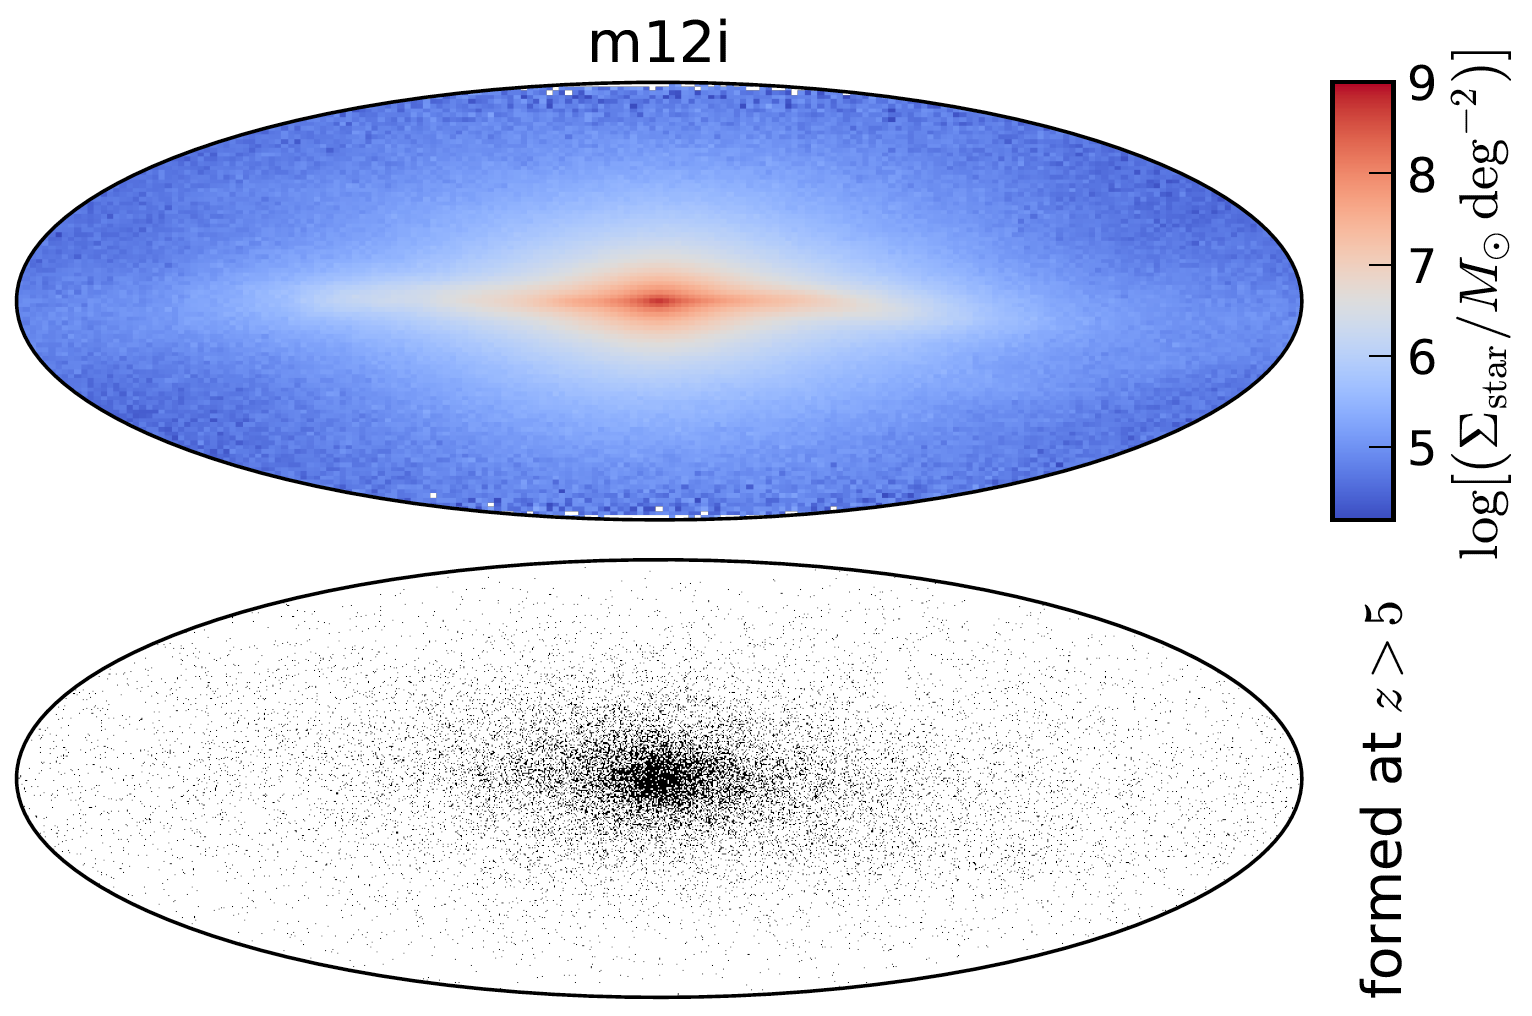 m12i
9
8
7
6
5
log[(Σ_star/M_⊙ deg^−2)]
formed at z>5